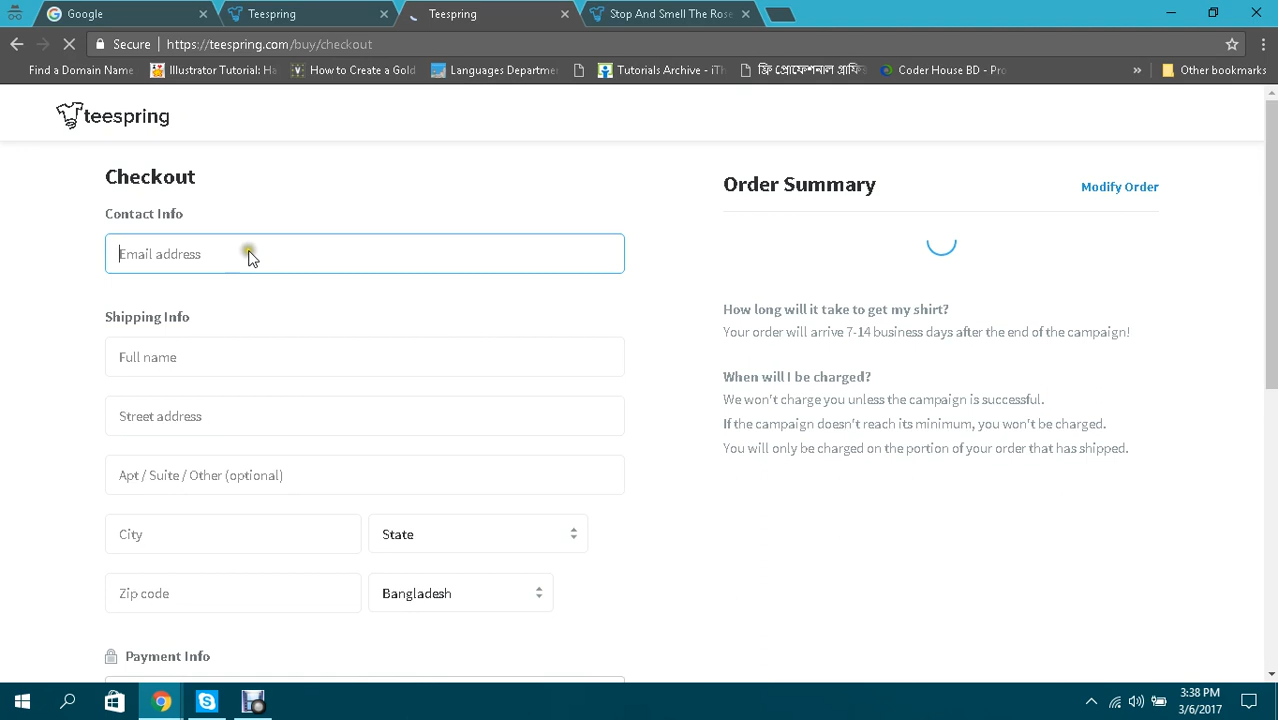 Google
Teespring
Teespring
Stop And Smell The Rose
Secure
https://teespring.com/buy/checkout
Find a Domain Name
Illustrator Tutorial: Ha
How to Create a Gold
Languages Departme
Tutorials Archive - iTh
ফ্রি প্রোফেশনাল গ্রাফি
Coder House BD - Pro
Other bookmarks
teespring
Checkout
Contact Info
Email address
Shipping Info
Full name
Street address
Apt / Suite / Other (optional)
City
State
Zip code
Bangladesh
Payment Info
Order Summary
Modify Order
How long will it take to get my shirt?
Your order will arrive 7-14 business days after the end of the campaign!
When will I be charged?
We won't charge you unless the campaign is successful.
If the campaign doesn't reach its minimum, you won't be charged.
You will only be charged on the portion of your order that has shipped.
3:38 PM
3/6/2017